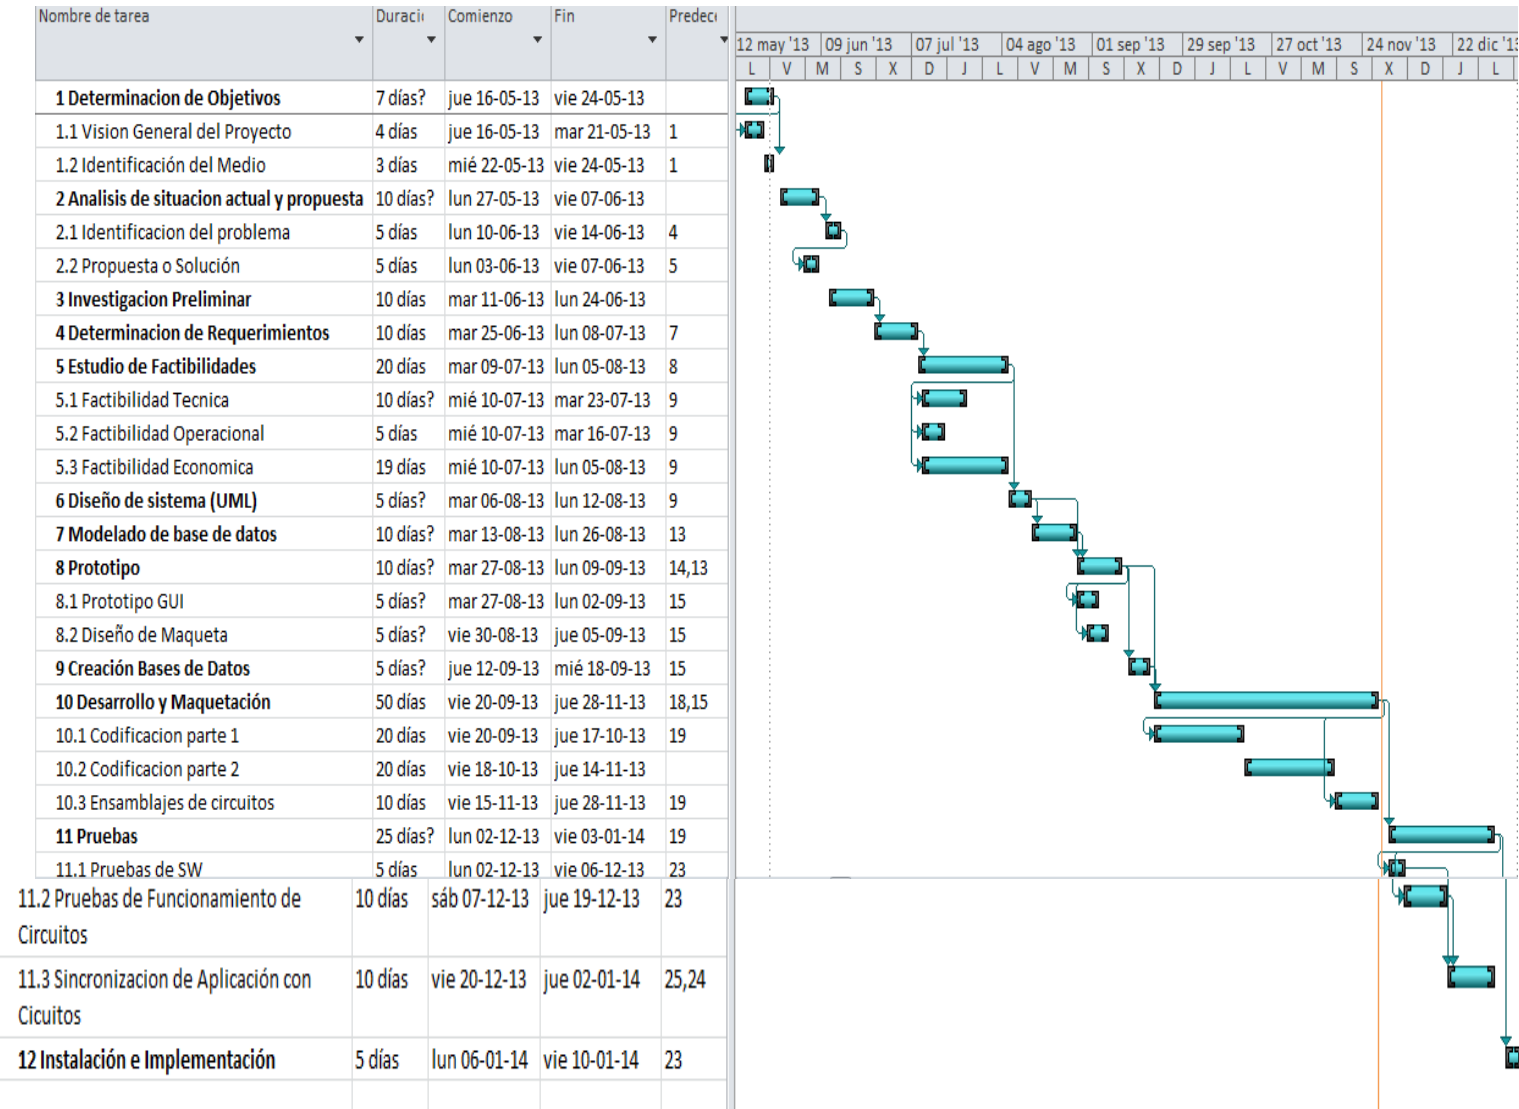 Nombre de tarea Duraci Comienzo Fin Predece
12 may '13 09 jun '13 07 jul '13 04 ago '13 01 sep '13 29 sep '13 27 oct '13 24 nov '13 22 dic '13
L V M S X D J L V M S X D J L V M S X D J L
1 Determinacion de Objetivos 7 días? jue 16-05-13 vie 24-05-13
1.1 Vision General del Proyecto 4 días jue 16-05-13 mar 21-05-13 1
1.2 Identificación del Medio 3 días mié 22-05-13 vie 24-05-13 1
2 Analisis de situacion actual y propuesta 10 días? lun 27-05-13 vie 07-06-13
2.1 Identificacion del problema 5 días lun 10-06-13 vie 14-06-13 4
2.2 Propuesta o Solución 5 días lun 03-06-13 vie 07-06-13 5
3 Investigacion Preliminar 10 días mar 11-06-13 lun 24-06-13
4 Determinacion de Requerimientos 10 días mar 25-06-13 lun 08-07-13 7
5 Estudio de Factibilidades 20 días mar 09-07-13 lun 05-08-13 8
5.1 Factibilidad Tecnica 10 días? mié 10-07-13 mar 23-07-13 9
5.2 Factibilidad Operacional 5 días mié 10-07-13 mar 16-07-13 9
5.3 Factibilidad Economica 19 días mié 10-07-13 lun 05-08-13 9
6 Diseño de sistema (UML) 5 días? mar 06-08-13 lun 12-08-13 9
7 Modelado de base de datos 10 días? mar 13-08-13 lun 26-08-13 13
8 Prototipo 10 días? mar 27-08-13 lun 09-09-13 14,13
8.1 Prototipo GUI 5 días? mar 27-08-13 lun 02-09-13 15
8.2 Diseño de Maqueta 5 días? vie 30-08-13 jue 05-09-13 15
9 Creación Bases de Datos 5 días? jue 12-09-13 mié 18-09-13 15
10 Desarrollo y Maquetación 50 días vie 20-09-13 jue 28-11-13 18,15
10.1 Codificacion parte 1 20 días vie 20-09-13 jue 17-10-13 19
10.2 Codificacion parte 2 20 días vie 18-10-13 jue 14-11-13
10.3 Ensamblajes de circuitos 10 días vie 15-11-13 jue 28-11-13 19
11 Pruebas 25 días? lun 02-12-13 vie 03-01-14 19
11.1 Pruebas de SW 5 días lun 02-12-13 vie 06-12-13 23
11.2 Pruebas de Funcionamiento de 10 días sáb 07-12-13 jue 19-12-13 23
Circuitos
11.3 Sincronizacion de Aplicación con 10 días vie 20-12-13 jue 02-01-14 25,24
Cicuitos
12 Instalación e Implementación 5 días lun 06-01-14 vie 10-01-14 23